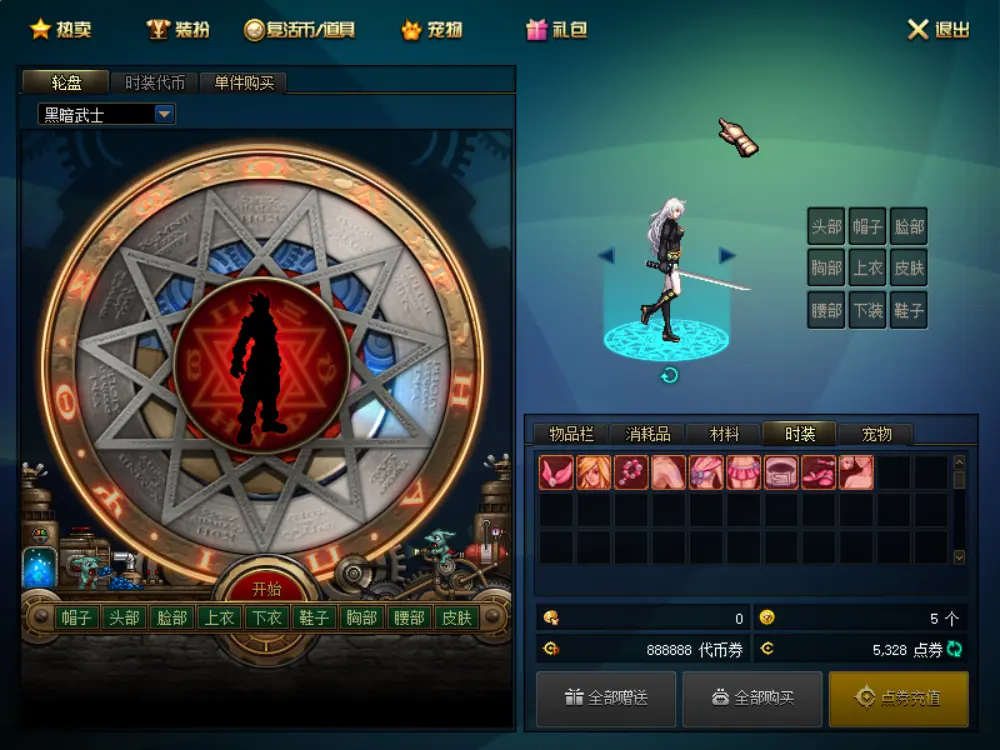 热卖 装扮 复活币/道具 宠物 礼包 退出
轮盘 时装代币 单件购买
黑暗武士
头部 帽子 脸部
胸部 上衣 皮肤
腰部 下装 鞋子
物品栏 消耗品 材料 时装 宠物
开始
帽子 头部 脸部 上衣 下衣 鞋子 胸部 腰部 皮肤
0 5 个
888888 代币券 5,328 点券
全部赠送 全部购买 点券充值